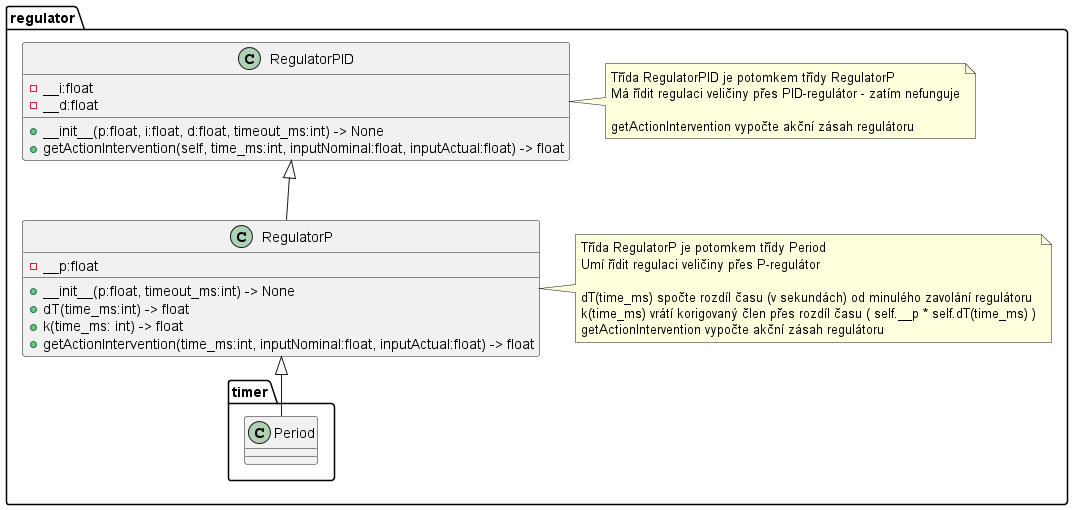 regulator
C RegulatorPID
__i:float
__d:float
__init__(p:float, i:float, d:float, timeout_ms:int) -> None
getActionIntervention(self, time_ms:int, inputNominal:float, inputActual:float) -> float
Třída RegulatorPID je potomkem třídy RegulatorP
Má řídit regulaci veličiny přes PID-regulátor - zatím nefunguje
getActionIntervention vypočte akční zásah regulátoru
C RegulatorP
__p:float
__init__(p:float, timeout_ms:int) -> None
dT(time_ms:int) -> float
k(time_ms: int) -> float
getActionIntervention(time_ms:int, inputNominal:float, inputActual:float) -> float
Třída RegulatorP je potomkem třídy Period
Umí řídit regulaci veličiny přes P-regulátor
dT(time_ms) spočte rozdíl času (v sekundách) od minulého zavolání regulátoru
k(time_ms) vrátí korigovaný člen přes rozdíl času ( self.__p * self.dT(time_ms) )
getActionIntervention vypočte akční zásah regulátoru
timer
C Period